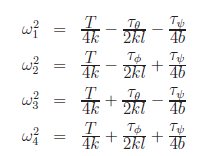 ω₁² = T/4k − τ_θ/2kl − τ_ψ/4b
ω₂² = T/4k − τ_ϕ/2kl + τ_ψ/4b
ω₃² = T/4k + τ_θ/2kl − τ_ψ/4b
ω₄² = T/4k + τ_ϕ/2kl + τ_ψ/4b